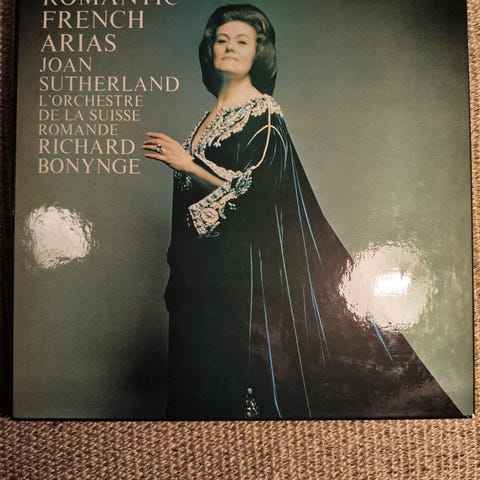 ROMANTIC
FRENCH
ARIAS
JOAN
SUTHERLAND
L'ORCHESTRE
DE LA SUISSE
ROMANDE
RICHARD
BONYNGE